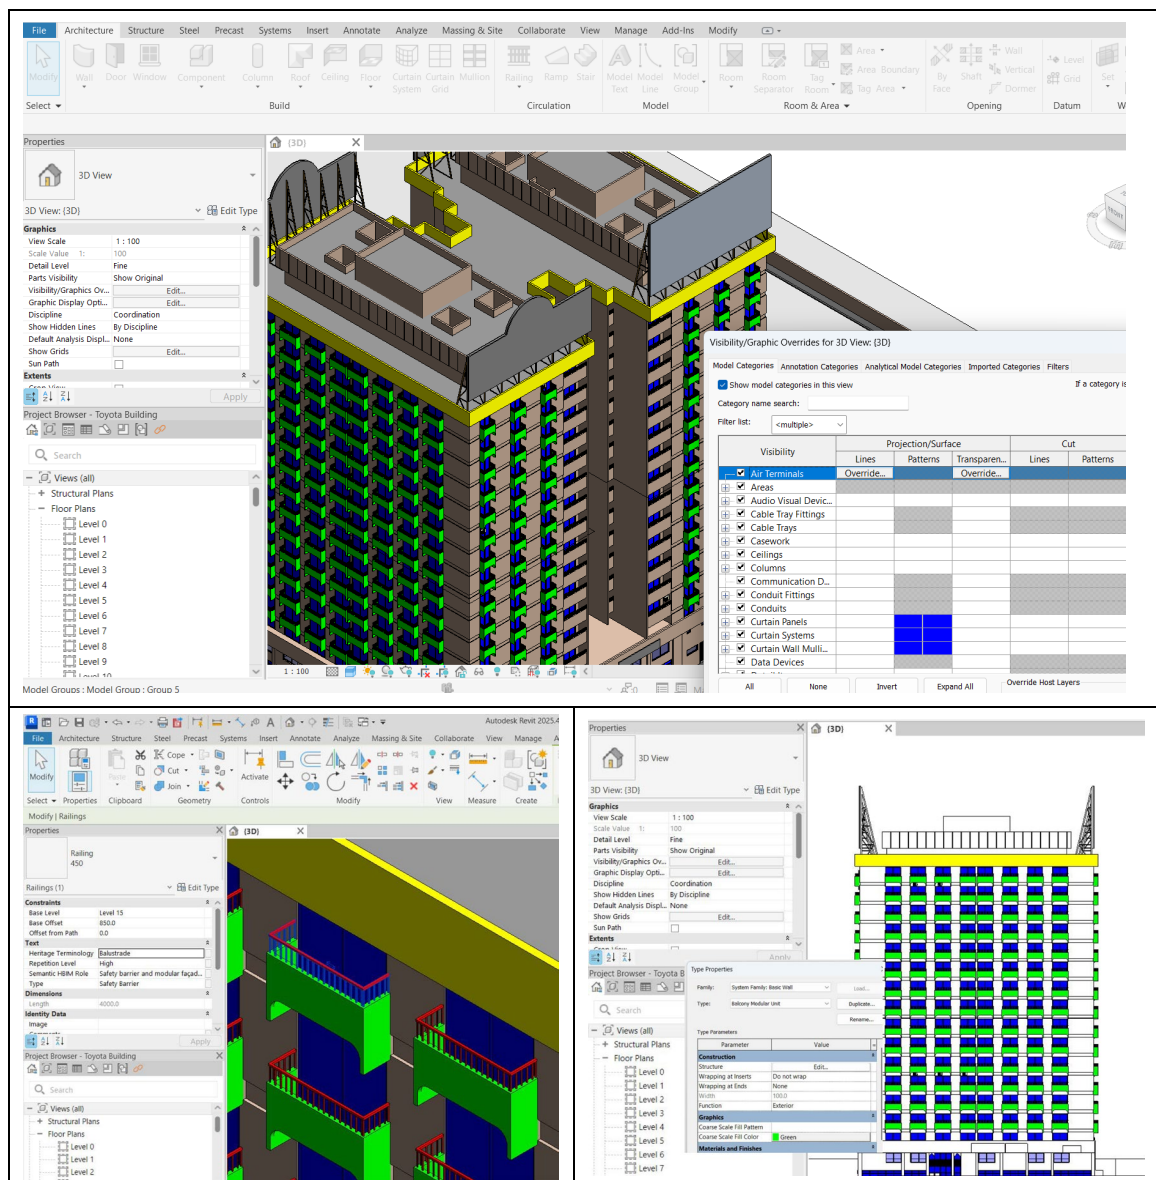 File Architecture Structure Steel Precast Systems Insert Annotate Analyze Massing & Site Collaborate View Manage Add-Ins Modify
Modify Wall Door Window Component Column Roof Ceiling Floor Curtain System Curtain Grid Mullion Railing Ramp Stair Model Text Model Line Model Group Room Room Separator Tag Room Area Area Boundary Tag Area By Face Shaft Wall Vertical Dormer Level Grid Set
Select Build Circulation Model Room & Area Opening Datum W
Properties
(3D)
3D View
3D View: {3D} Edit Type
Graphics
View Scale 1 : 100
Scale Value 1: 100
Detail Level Fine
Parts Visibility Show Original
Visibility/Graphics Ov... Edit...
Graphic Display Opti... Edit...
Discipline Coordination
Show Hidden Lines By Discipline
Default Analysis Displ... None
Show Grids Edit...
Sun Path
Extents
Apply
Project Browser - Toyota Building
Search
Views (all)
Structural Plans
Floor Plans
Level 0
Level 1
Level 2
Level 3
Level 4
Level 5
Level 6
Level 7
Level 8
Level 9
Level 10
FRONT
Visibility/Graphic Overrides for 3D View: {3D}
Model Categories Annotation Categories Analytical Model Categories Imported Categories Filters
Show model categories in this view If a category is
Category name search:
Filter list: <multiple>
Visibility Projection/Surface Cut
Lines Patterns Transparen... Lines Patterns
Air Terminals Override... Override...
Areas
Audio Visual Devic...
Cable Tray Fittings
Cable Trays
Casework
Ceilings
Columns
Communication D...
Conduit Fittings
Conduits
Curtain Panels
Curtain Systems
Curtain Wall Mulli...
Data Devices
All None Invert Expand All Override Host Layers
1 : 100
Model Groups : Model Group : Group 5
Autodesk Revit 2025.4
File Architecture Structure Steel Precast Systems Insert Annotate Analyze Massing & Site Collaborate View Manage A
Modify Paste Cope Cut Join Activate
Select Properties Clipboard Geometry Controls Modify View Measure Create
Modify | Railings
Properties
(3D)
Railing
450
Railings (1) Edit Type
Constraints
Base Level Level 15
Base Offset 850.0
Offset from Path 0.0
Text
Heritage Terminology Balustrade
Repetition Level High
Semantic HBIM Role Safety barrier and modular façad...
Type Safety Barrier
Dimensions
Length 4000.0
Identity Data
Image
Comments
Apply
Project Browser - Toyota Building
Search
Views (all)
Structural Plans
Floor Plans
Level 0
Level 1
Level 2
Properties
(3D)
3D View
3D View: {3D} Edit Type
Graphics
View Scale 1 : 100
Scale Value 1: 100
Detail Level Fine
Parts Visibility Show Original
Visibility/Graphics Ov... Edit...
Graphic Display Opti... Edit...
Discipline Coordination
Show Hidden Lines By Discipline
Default Analysis Displ... None
Show Grids Edit...
Sun Path
Extents
Apply
Project Browser - Toyota B
Search
Views (all)
Structural Plans
Floor Plans
Level 0
Level 1
Level 2
Level 3
Level 4
Level 5
Level 6
Level 7
Type Properties
Family: System Family: Basic Wall Load...
Type: Balcony Modular Unit Duplicate...
Rename...
Type Parameters
Parameter Value
Construction
Structure Edit...
Wrapping at Inserts Do not wrap
Wrapping at Ends None
Width 100.0
Function Exterior
Graphics
Coarse Scale Fill Pattern
Coarse Scale Fill Color Green
Materials and Finishes